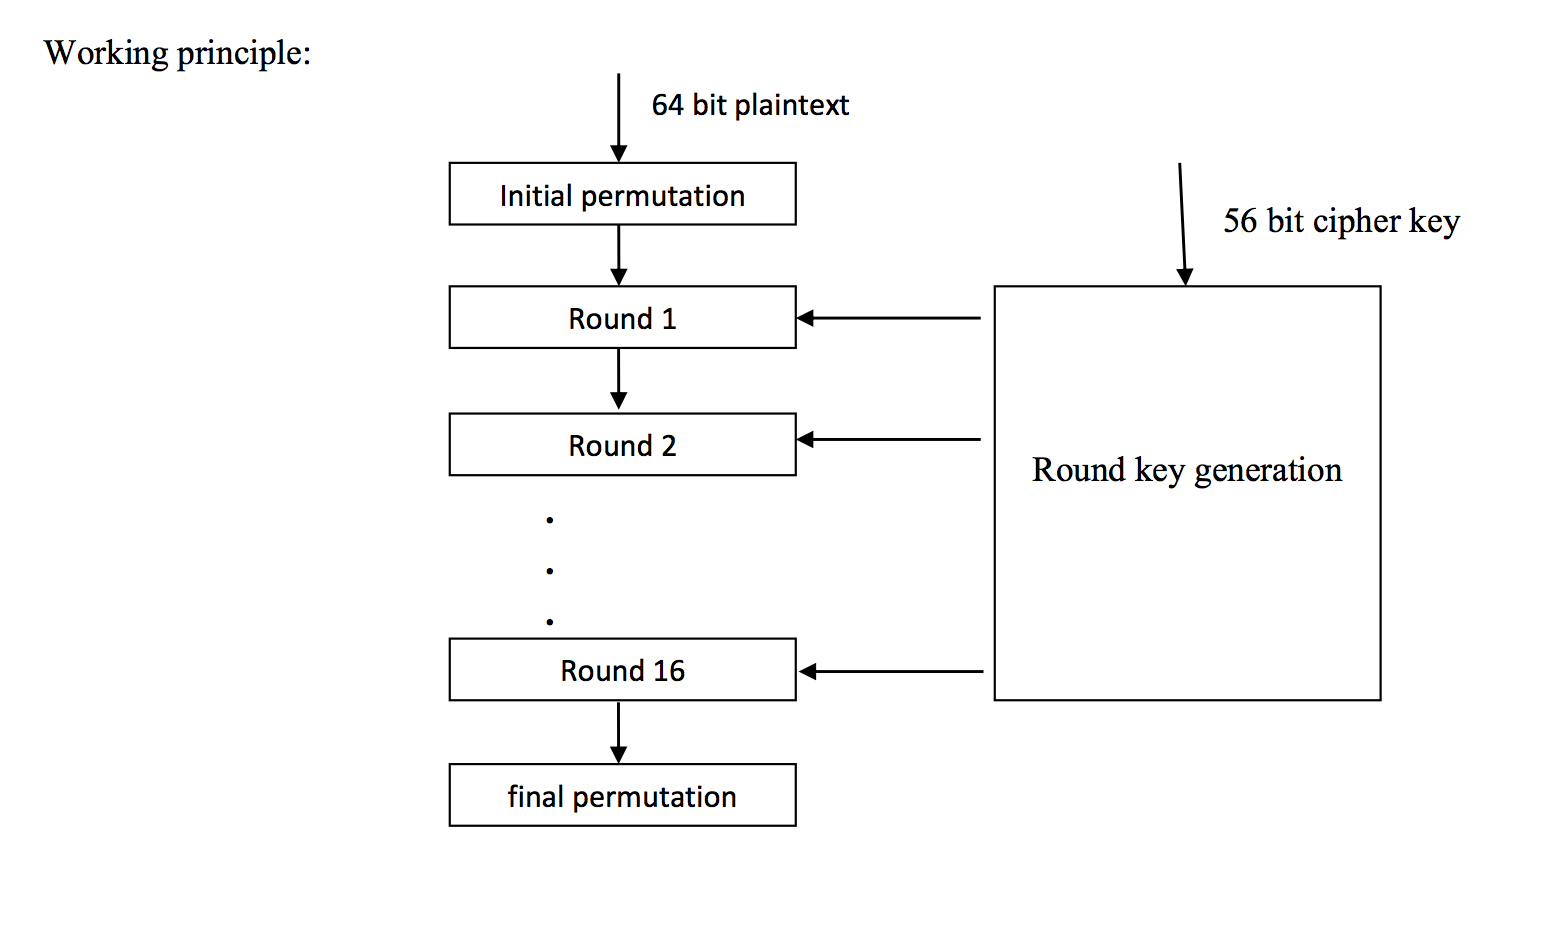 Working principle:
64 bit plaintext
Initial permutation
56 bit cipher key
Round 1
Round 2
Round key generation
.
.
.
Round 16
final permutation